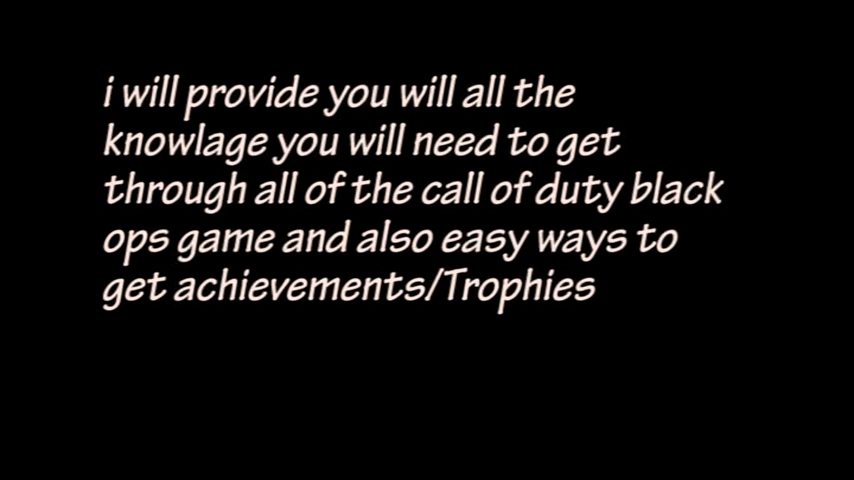 i will provide you will all the
knowlage you will need to get
through all of the call of duty black
ops game and also easy ways to
get achievements/Trophies